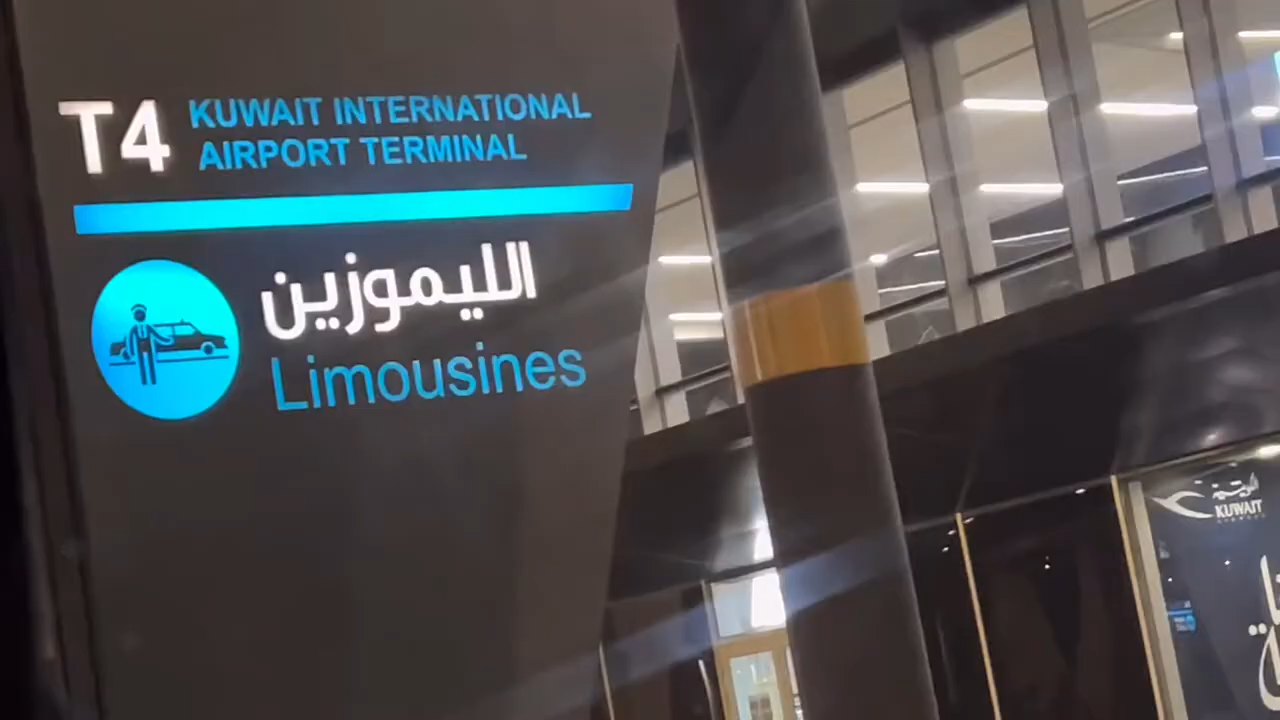 T4 KUWAIT INTERNATIONAL
AIRPORT TERMINAL
الليموزين
Limousines
KUWAIT